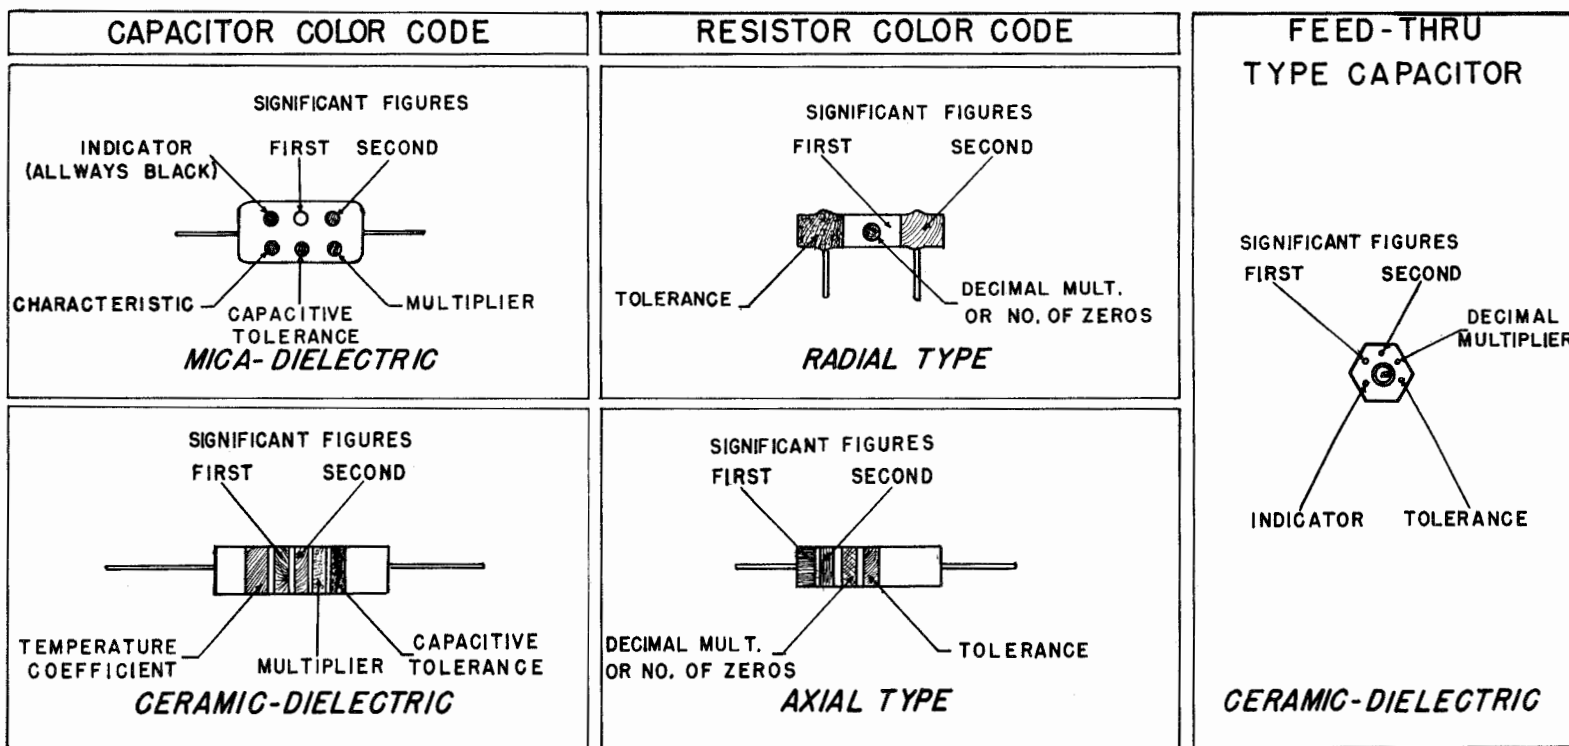 CAPACITOR COLOR CODE
SIGNIFICANT FIGURES
INDICATOR
(ALLWAYS BLACK)
FIRST
SECOND
CHARACTERISTIC
CAPACITIVE
TOLERANCE
MULTIPLIER
MICA-DIELECTRIC
SIGNIFICANT FIGURES
FIRST
SECOND
TEMPERATURE
COEFFICIENT
MULTIPLIER
CAPACITIVE
TOLERANCE
CERAMIC-DIELECTRIC
RESISTOR COLOR CODE
SIGNIFICANT FIGURES
FIRST
SECOND
TOLERANCE
DECIMAL MULT.
OR NO. OF ZEROS
RADIAL TYPE
SIGNIFICANT FIGURES
FIRST
SECOND
DECIMAL MULT.
OR NO. OF ZEROS
TOLERANCE
AXIAL TYPE
FEED-THRU
TYPE CAPACITOR
SIGNIFICANT FIGURES
FIRST
SECOND
DECIMAL
MULTIPLIER
INDICATOR
TOLERANCE
CERAMIC-DIELECTRIC